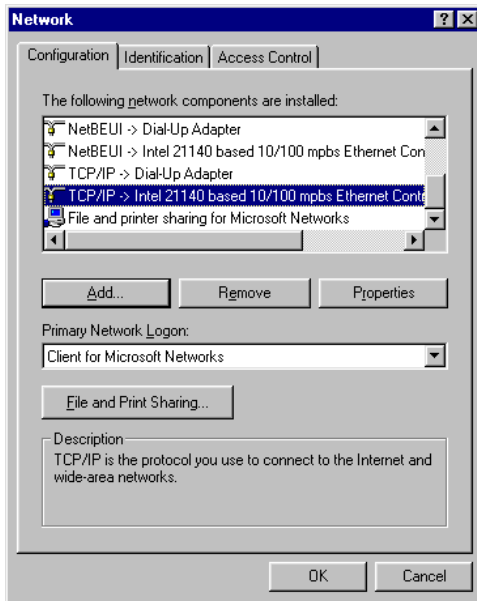 Network
Configuration Identification Access Control
The following network components are installed:
NetBEUI -> Dial-Up Adapter
NetBEUI -> Intel 21140 based 10/100 mpbs Ethernet Con
TCP/IP -> Dial-Up Adapter
TCP/IP -> Intel 21140 based 10/100 mpbs Ethernet Contr
File and printer sharing for Microsoft Networks
Add... Remove Properties
Primary Network Logon:
Client for Microsoft Networks
File and Print Sharing...
Description
TCP/IP is the protocol you use to connect to the Internet and
wide-area networks.
OK Cancel